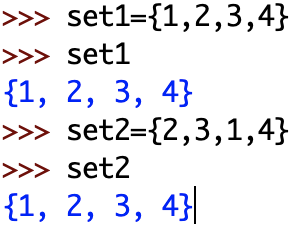 >>> set1={1,2,3,4}
>>> set1
{1, 2, 3, 4}
>>> set2={2,3,1,4}
>>> set2
{1, 2, 3, 4}